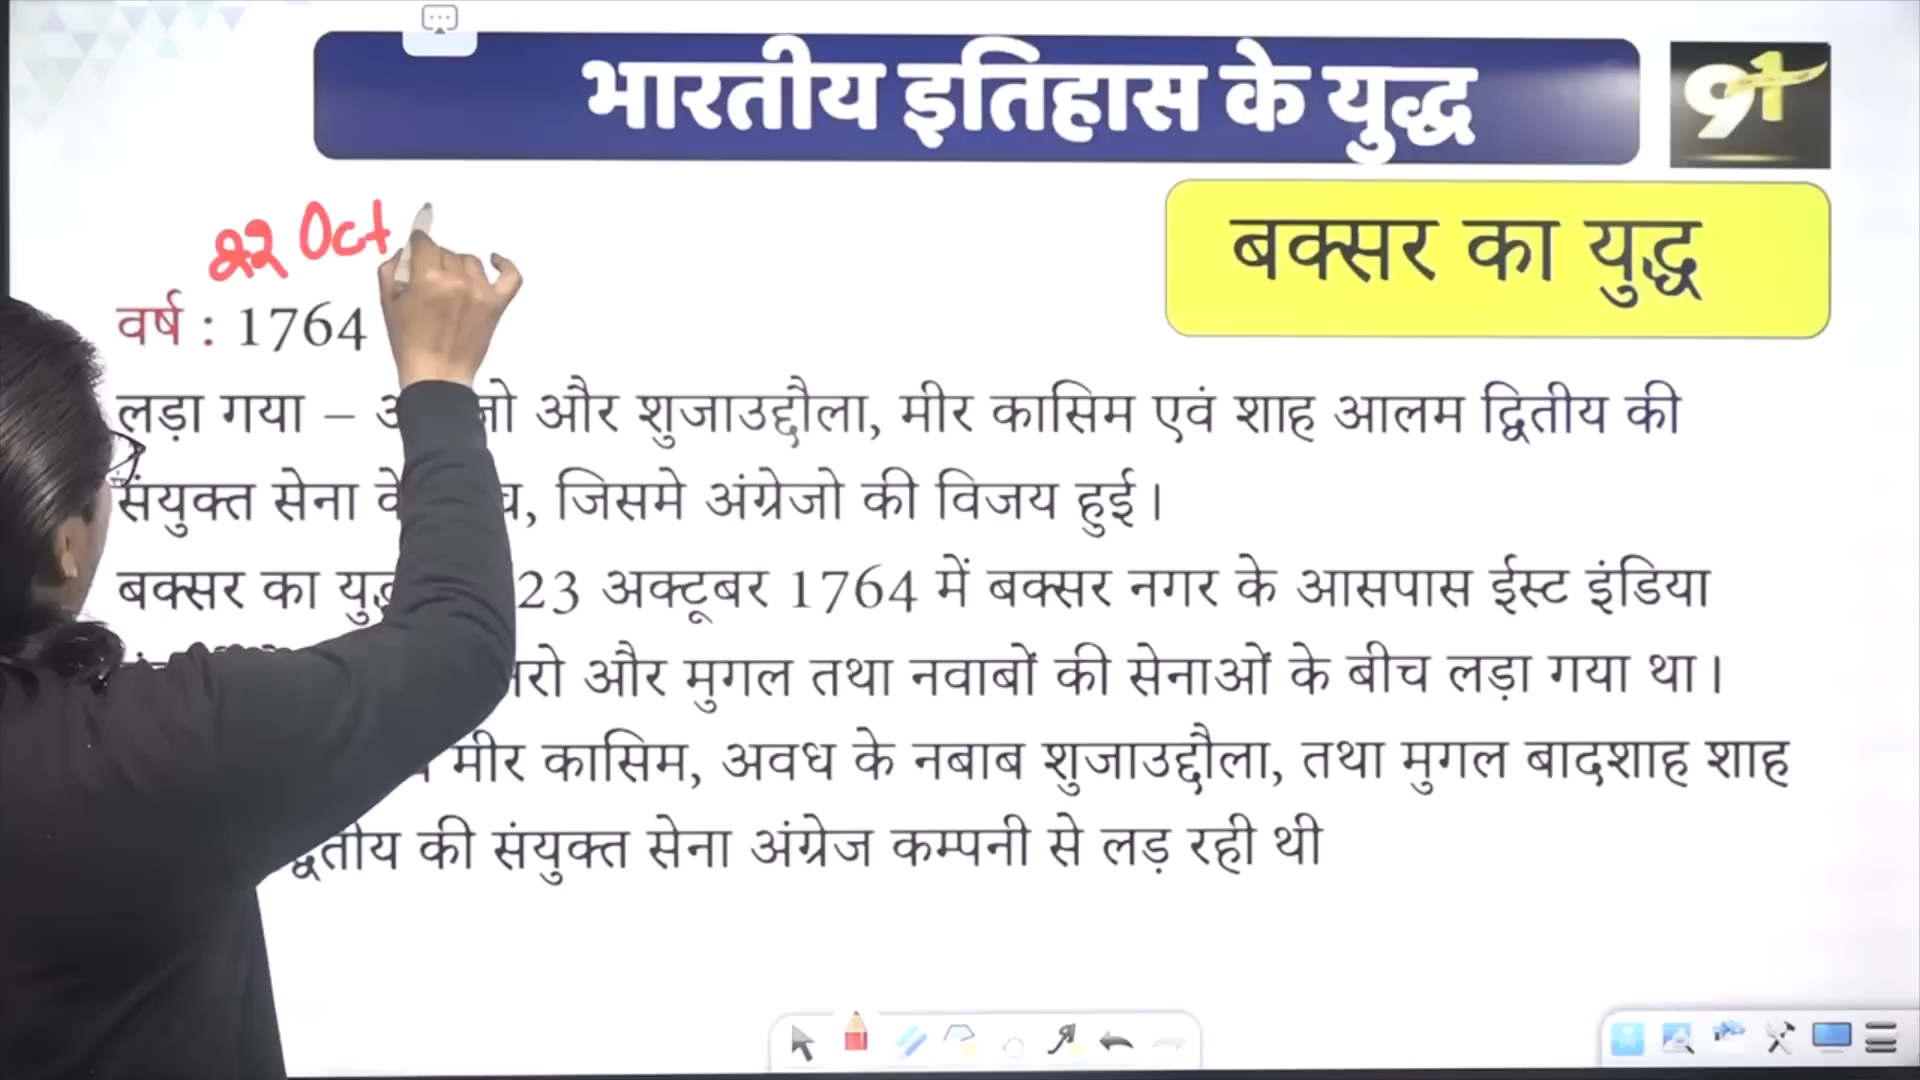 भारतीय इतिहास के युद्ध
91
बक्सर का युद्ध
22 Oct
वर्ष : 1764
लड़ा गया – और शुजाउद्दौला, मीर कासिम एवं शाह आलम द्वितीय की
संयुक्त सेना जिसमे अंग्रेजो की विजय हुई।
बक्सर का 23 अक्टूबर 1764 में बक्सर नगर के आसपास ईस्ट इंडिया
और मुगल तथा नवाबों की सेनाओं के बीच लड़ा गया था।
मीर कासिम, अवध के नबाब शुजाउद्दौला, तथा मुगल बादशाह शाह
की संयुक्त सेना अंग्रेज कम्पनी से लड़ रही थी